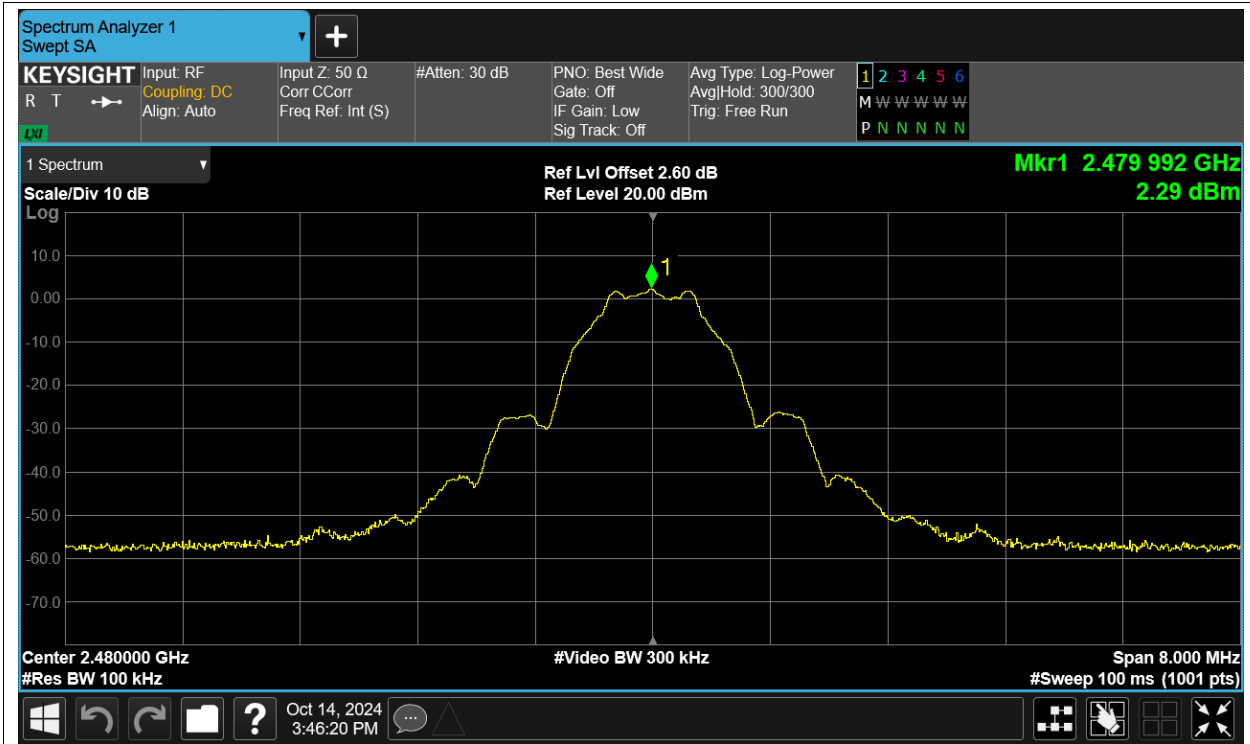 Spectrum Analyzer 1
Swept SA
+
KEYSIGHT
R T
LXI
Input: RF
Coupling: DC
Align: Auto
Input Z: 50 Ω
Corr CCorr
Freq Ref: Int (S)
#Atten: 30 dB
PNO: Best Wide
Gate: Off
IF Gain: Low
Sig Track: Off
Avg Type: Log-Power
Avg|Hold: 300/300
Trig: Free Run
1 2 3 4 5 6
M W W W W W
P N N N N N
1 Spectrum
Scale/Div 10 dB
Log
Ref Lvl Offset 2.60 dB
Ref Level 20.00 dBm
Mkr1 2.479 992 GHz
2.29 dBm
1
10.0
0.00
-10.0
-20.0
-30.0
-40.0
-50.0
-60.0
-70.0
Center 2.480000 GHz
#Res BW 100 kHz
#Video BW 300 kHz
Span 8.000 MHz
#Sweep 100 ms (1001 pts)
?
Oct 14, 2024
3:46:20 PM